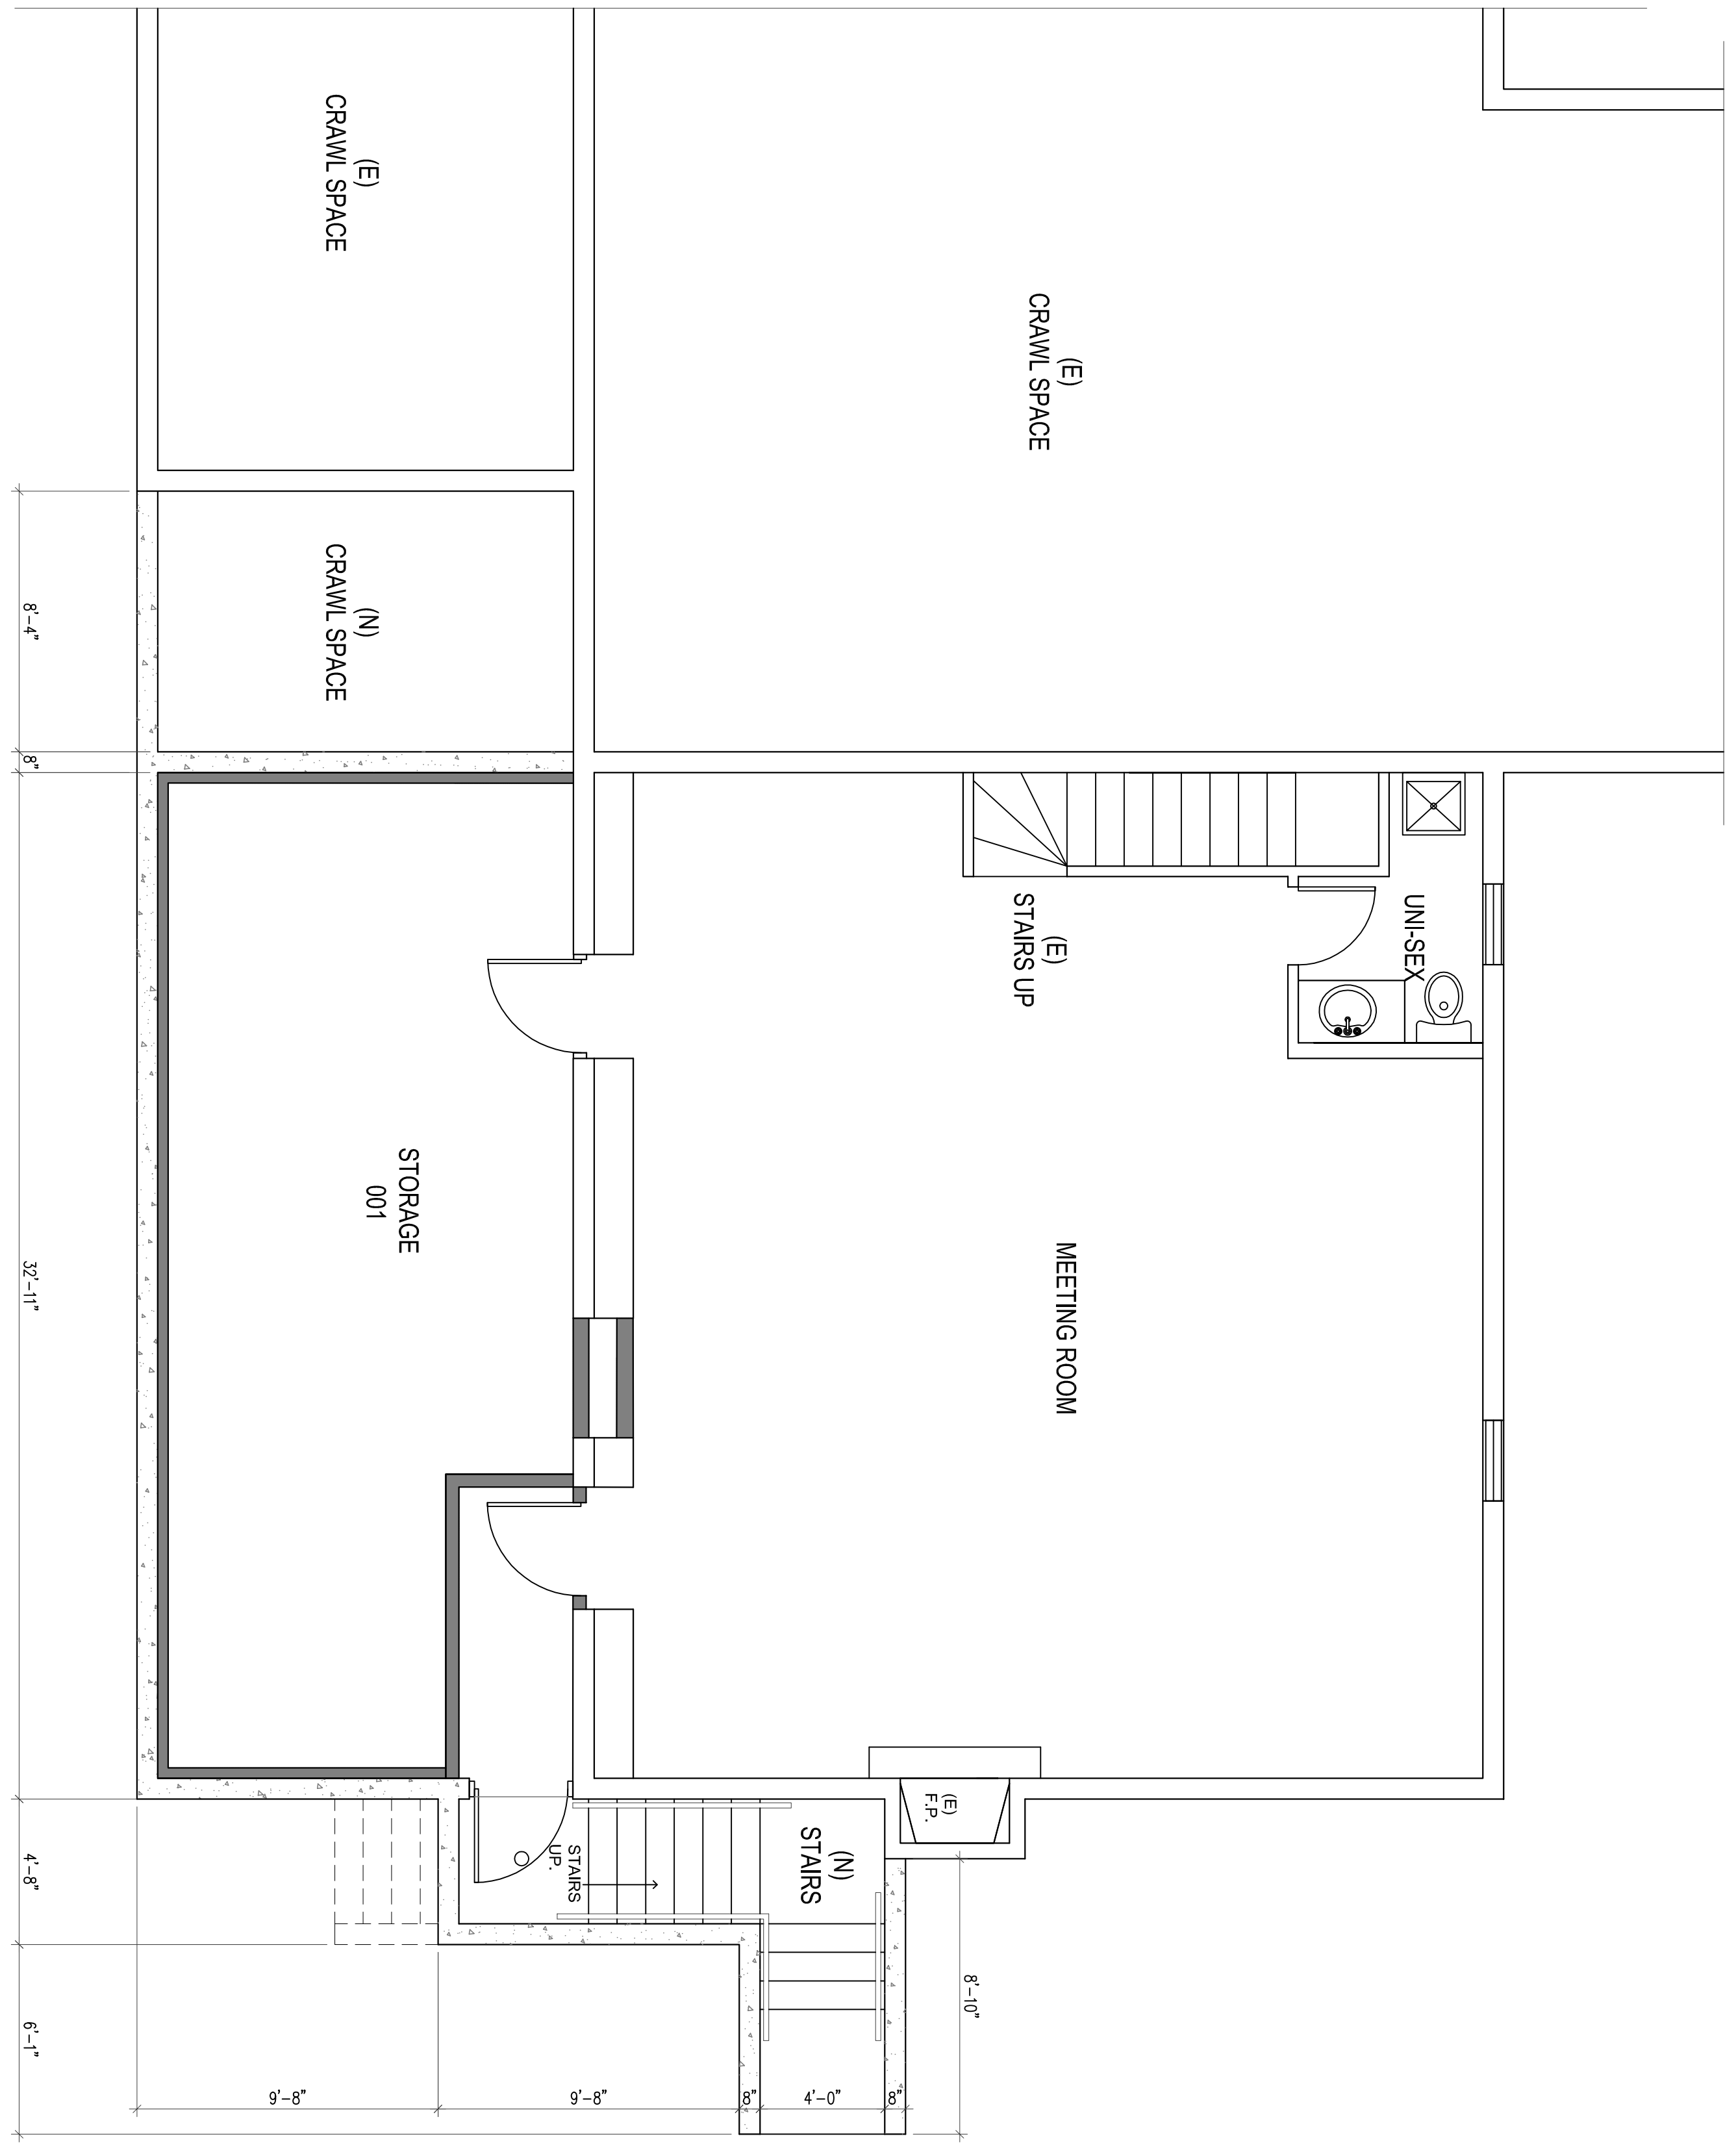 (E)
CRAWL SPACE
(E)
CRAWL SPACE
(N)
CRAWL SPACE
8'-4"
8"
32'-11"
4'-8"
6'-1"
UNI-SEX
(E)
STAIRS UP
STORAGE
001
MEETING ROOM
(E)
F.P.
(N)
STAIRS
STAIRS
UP.
8'-10"
9'-8"
9'-8"
8"
4'-0"
8"